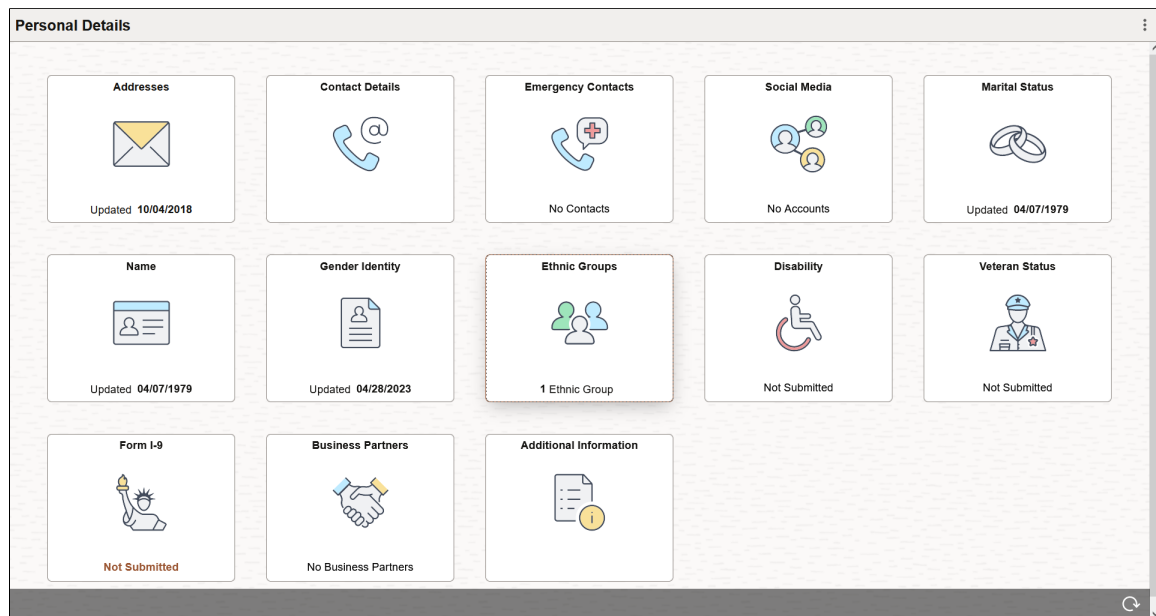 Personal Details
Addresses
Updated 10/04/2018
Contact Details
@
Emergency Contacts
No Contacts
Social Media
No Accounts
Marital Status
Updated 04/07/1979
Name
Updated 04/07/1979
Gender Identity
Updated 04/28/2023
Ethnic Groups
1 Ethnic Group
Disability
Not Submitted
Veteran Status
Not Submitted
Form I-9
Not Submitted
Business Partners
No Business Partners
Additional Information
i